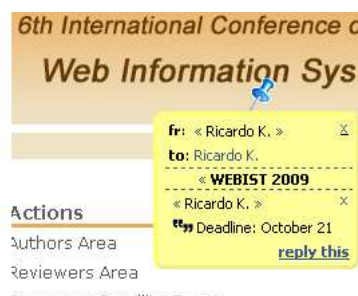 6th International Conference
Web Information Sys
fr: « Ricardo K. » X
to: Ricardo K.
« WEBIST 2009
« Ricardo K. » X
❝❞ Deadline: October 21
reply this
Actions
Authors Area
Reviewers Area